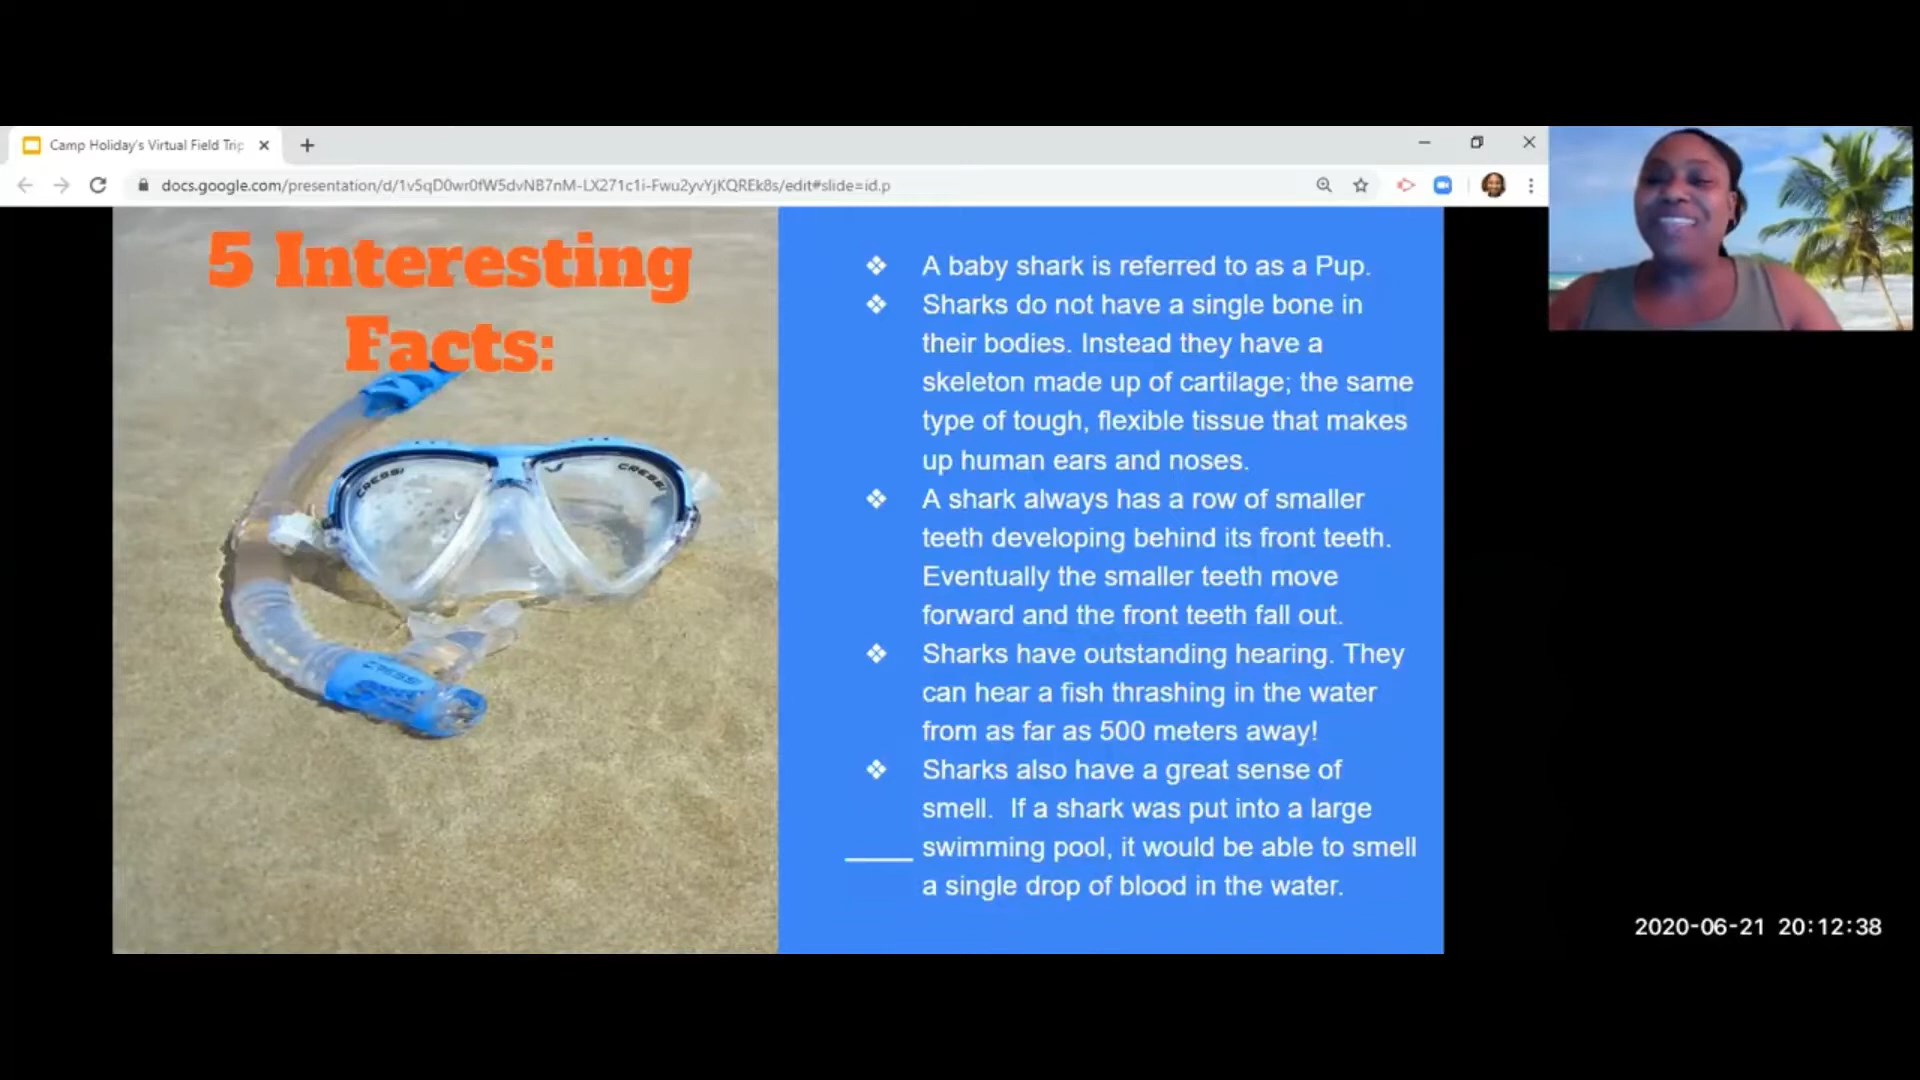 Camp Holiday's Virtual Field Trip
docs.google.com/presentation/d/1v5qD0wr0fW5dvNB7nM-LX271c1i-Fwu2yvYjKQREk8s/edit#slide=id.p
5 Interesting
Facts:
CRESSI
CRESSI
CRESSI
❖ A baby shark is referred to as a Pup.
❖ Sharks do not have a single bone in
their bodies. Instead they have a
skeleton made up of cartilage; the same
type of tough, flexible tissue that makes
up human ears and noses.
❖ A shark always has a row of smaller
teeth developing behind its front teeth.
Eventually the smaller teeth move
forward and the front teeth fall out.
❖ Sharks have outstanding hearing. They
can hear a fish thrashing in the water
from as far as 500 meters away!
❖ Sharks also have a great sense of
smell. If a shark was put into a large
swimming pool, it would be able to smell
a single drop of blood in the water.
2020-06-21 20:12:38